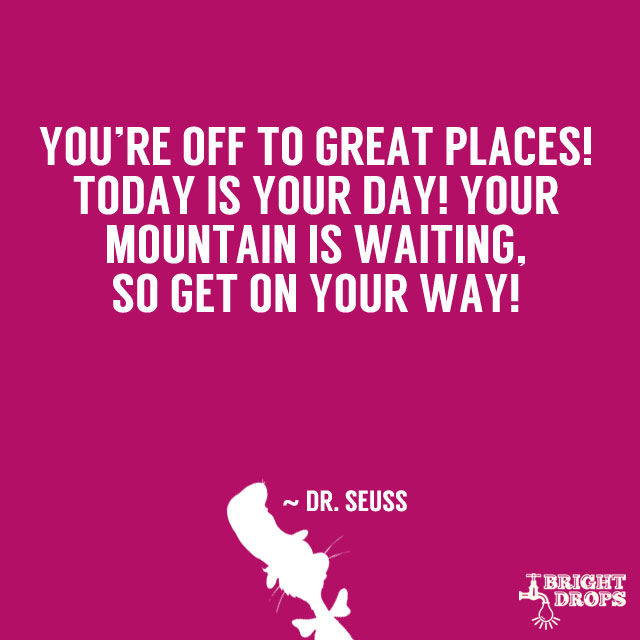 YOU'RE OFF TO GREAT PLACES!
TODAY IS YOUR DAY! YOUR
MOUNTAIN IS WAITING,
SO GET ON YOUR WAY!
~ DR. SEUSS
BRIGHT
DROPS